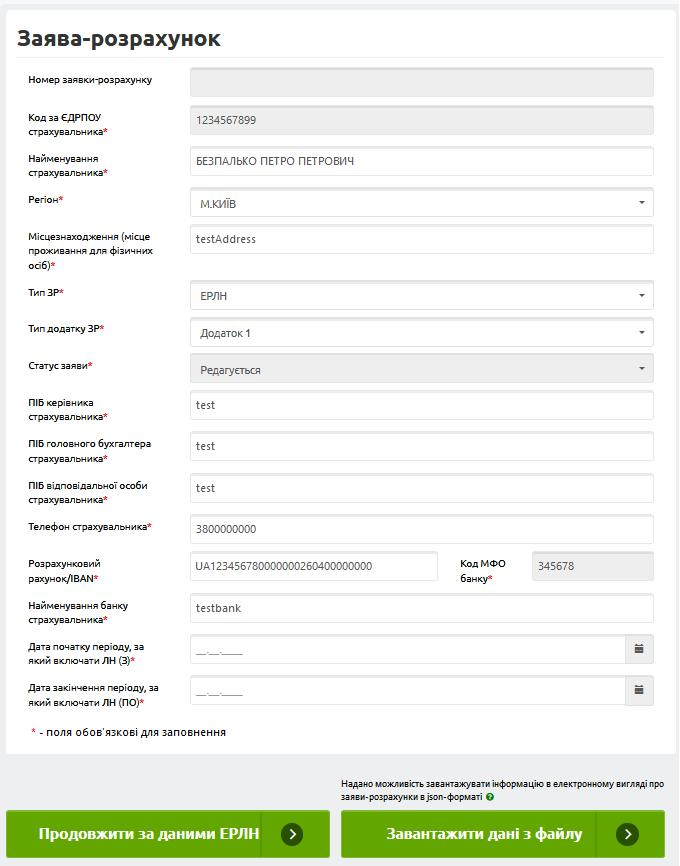 Заява-розрахунок
Номер заявки-розрахунку
Код за ЄДРПОУ
страхувальника*
1234567899
Найменування
страхувальника*
БЕЗПАЛЬКО ПЕТРО ПЕТРОВИЧ
Регіон*
М.КИЇВ
Місцезнаходження (місце
проживання для фізичних
осіб)*
testAddress
Тип ЗР*
ЕРЛН
Тип додатку ЗР*
Додаток 1
Статус заяви*
Редагується
ПІБ керівника
страхувальника*
test
ПІБ головного бухгалтера
страхувальника*
test
ПІБ відповідальної особи
страхувальника*
test
Телефон страхувальника*
3800000000
Розрахунковий
рахунок/IBAN*
UA123456780000000260400000000
Код МФО
банку*
345678
Найменування банку
страхувальника*
testbank
Дата початку періоду, за
який включати ЛН (З)*
__.__.____
Дата закінчення періоду, за
який включати ЛН (ПО)*
__.__.____
* - поля обов'язкові для заповнення
Надано можливість завантажувати інформацію в електронному вигляді про
заяви-розрахунки в json-форматі ?
Продовжити за даними ЕРЛН
Завантажити дані з файлу